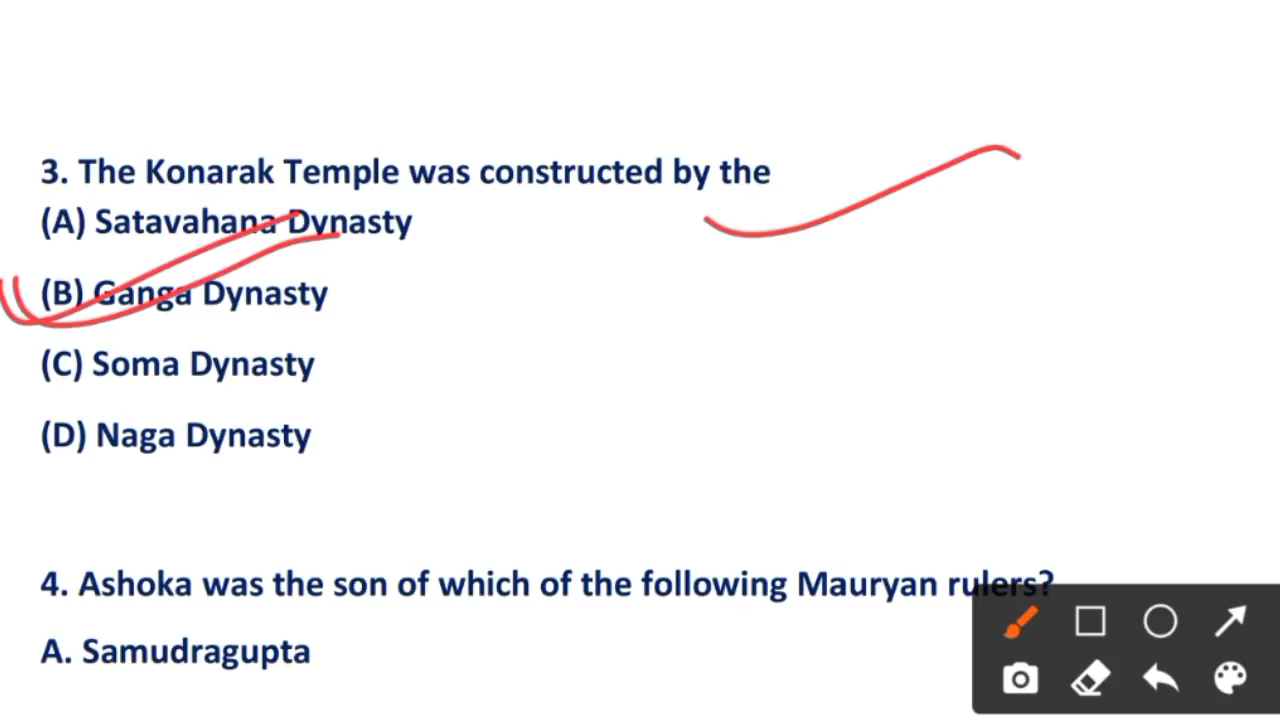 3. The Konarak Temple was constructed by the
(A) Satavahana Dynasty
(B) Ganga Dynasty
(C) Soma Dynasty
(D) Naga Dynasty
4. Ashoka was the son of which of the following Mauryan rulers?
A. Samudragupta